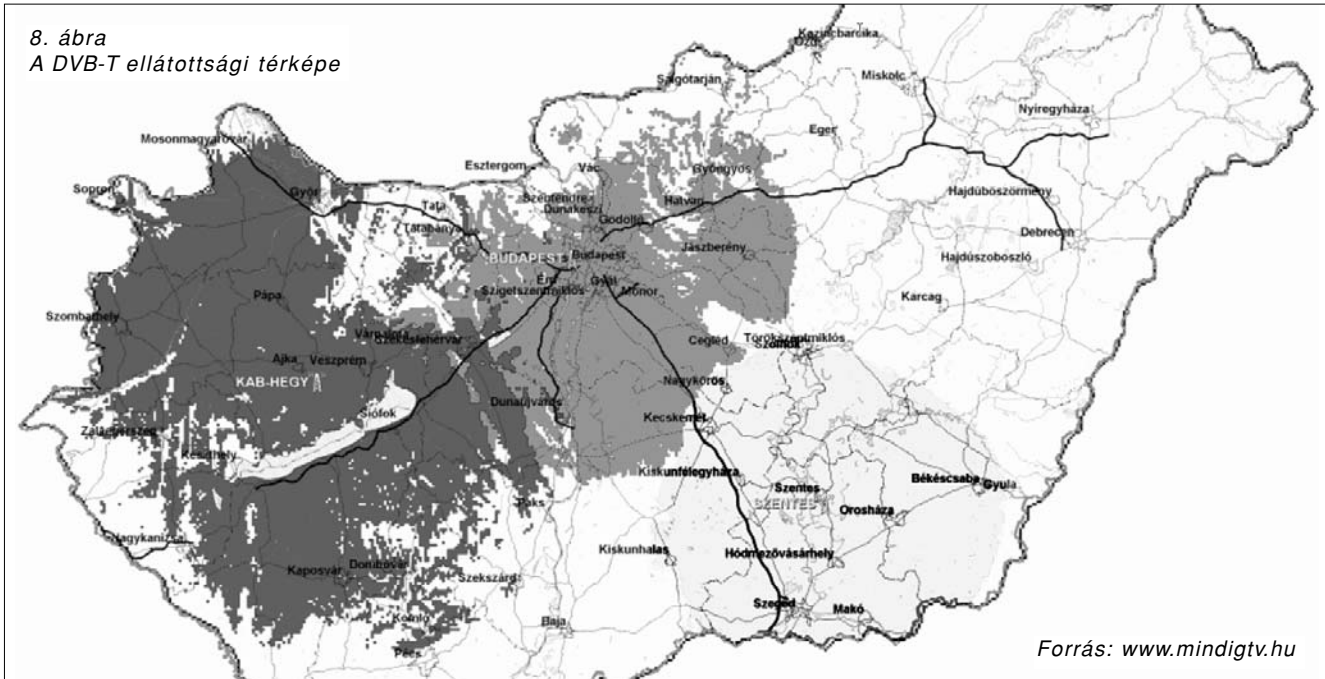 8. ábra
A DVB-T ellátottsági térképe
Kazincbarcika
Ózd
Salgótarján
Miskolc
Nyíregyháza
Mosonmagyaróvár
Eger
Esztergom
Vác
Gyöngyös
Sopron
Győr
Tata
Szentendre
Dunakeszi
Hatvan
Hajdúböszörmény
Tatabánya
Gödöllő
Debrecen
BUDAPEST
Budapest
Jászberény
Hajdúszoboszló
Érd
Gyál
Szigetszentmiklós
Monor
Pápa
Karcag
Szombathely
Várpalota
Székesfehérvár
Cegléd
Törökszentmiklós
Szolnok
Ajka
Veszprém
KAB-HEGY
Nagykőrös
Siófok
Dunaújváros
Kecskemét
Zalaegerszeg
Keszthely
Kiskunfélegyháza
Békéscsaba
Gyula
Szentes
SZENTES
Paks
Orosháza
Nagykanizsa
Kiskunhalas
Hódmezővásárhely
Kaposvár
Dombóvár
Szekszárd
Szeged
Makó
Komló
Baja
Pécs
Forrás: www.mindigtv.hu